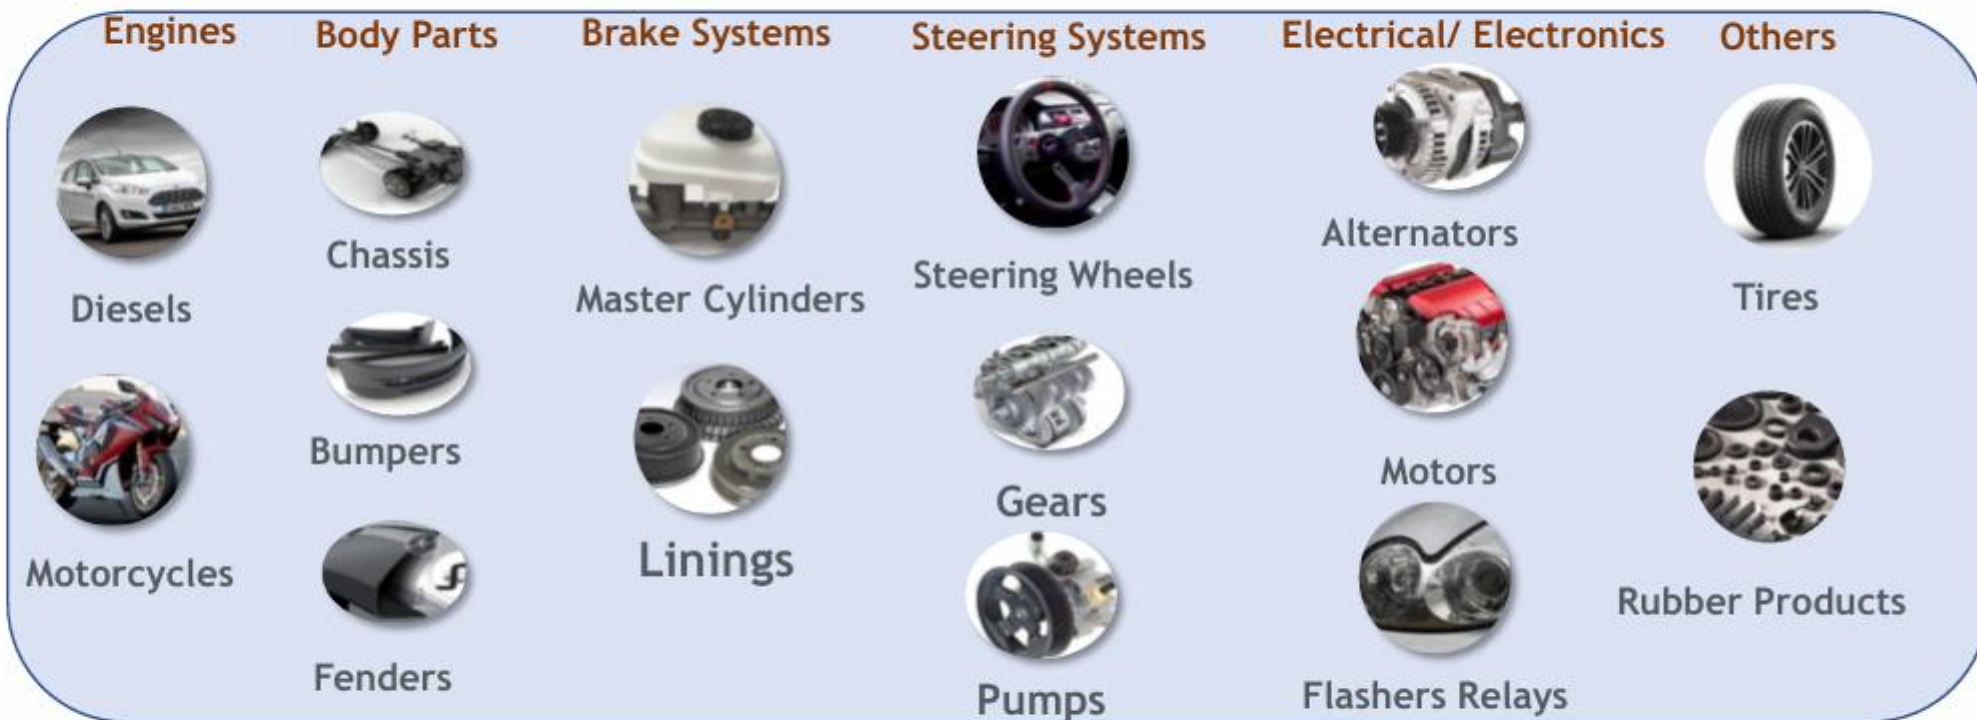 Engines
Body Parts
Brake Systems
Steering Systems
Electrical/ Electronics
Others
Diesels
Motorcycles
Chassis
Bumpers
Fenders
Master Cylinders
Linings
Steering Wheels
Gears
Pumps
Alternators
Motors
Flashers Relays
Tires
Rubber Products